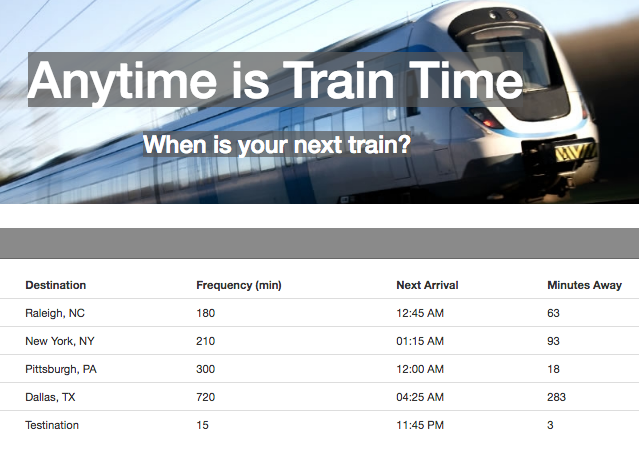 Anytime is Train Time
When is your next train?
Destination Frequency (min) Next Arrival Minutes Away
Raleigh, NC 180 12:45 AM 63
New York, NY 210 01:15 AM 93
Pittsburgh, PA 300 12:00 AM 18
Dallas, TX 720 04:25 AM 283
Testination 15 11:45 PM 3